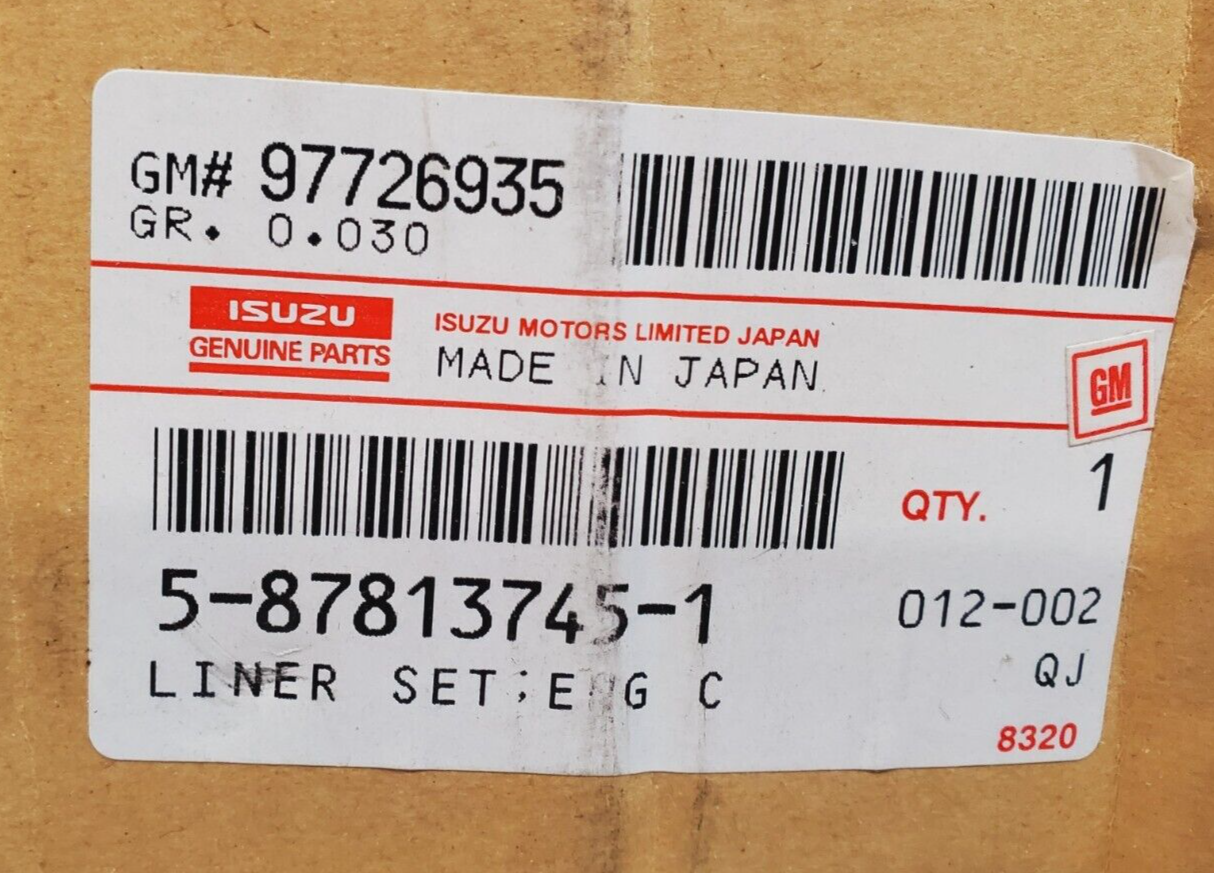 GM# 97726935
GR. 0.030
ISUZU
GENUINE PARTS
ISUZU MOTORS LIMITED JAPAN
MADE IN JAPAN
GM
QTY. 1
5-87813745-1
012-002
LINER SET;E G C
QJ
8320